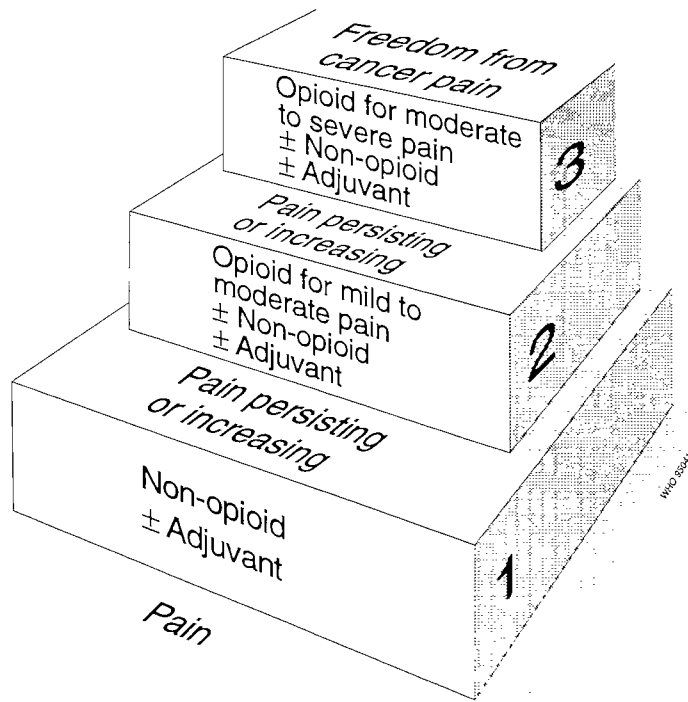 Freedom from
cancer pain
Opioid for moderate
to severe pain
± Non-opioid
± Adjuvant
3
Pain persisting
or increasing
Opioid for mild to
moderate pain
± Non-opioid
± Adjuvant
2
Pain persisting
or increasing
Non-opioid
± Adjuvant
1
Pain
WHO